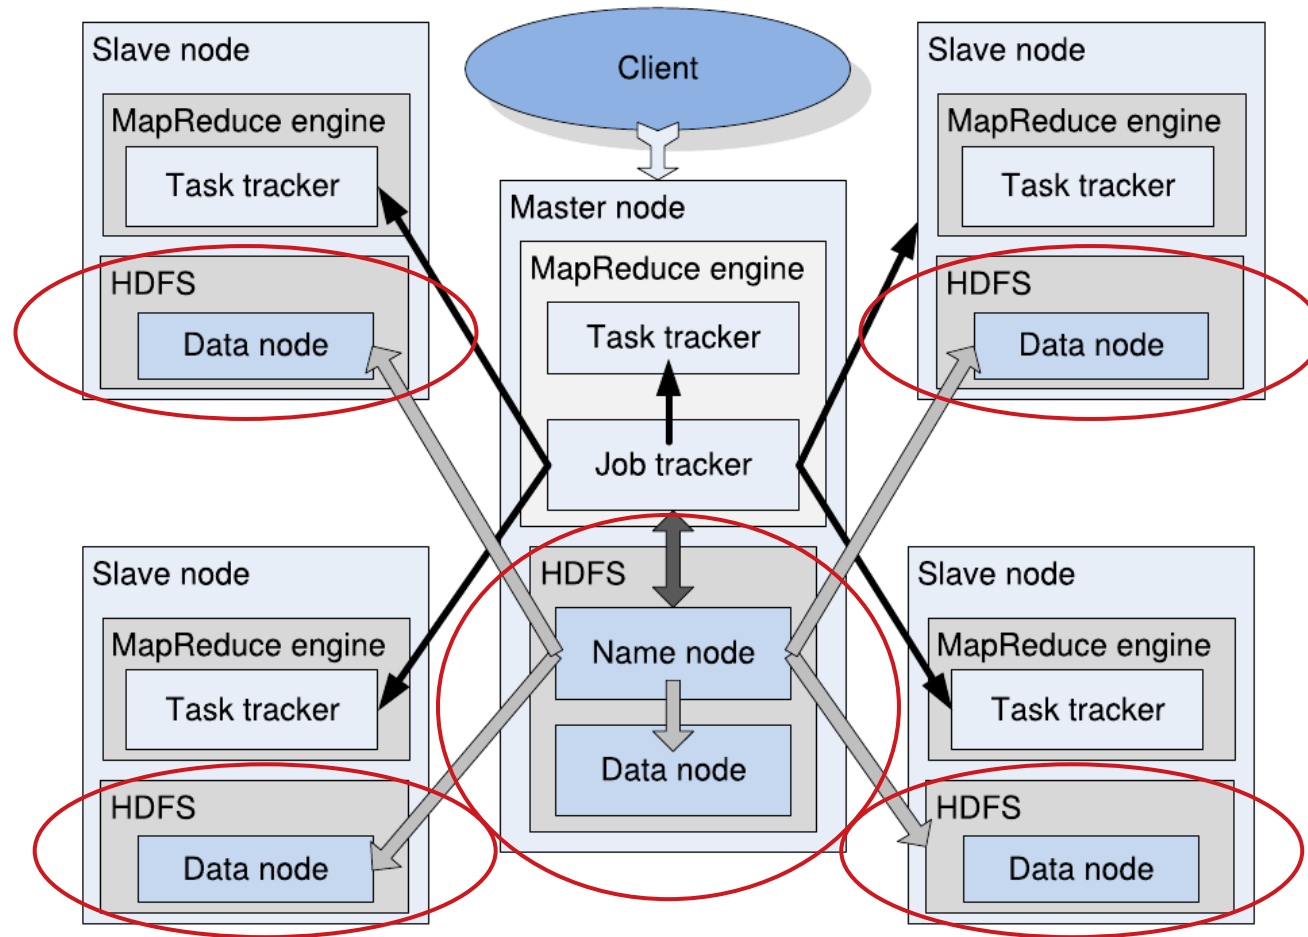 Slave node
MapReduce engine
Task tracker
HDFS
Data node
Client
Master node
MapReduce engine
Task tracker
Job tracker
HDFS
Name node
Data node
Slave node
MapReduce engine
Task tracker
HDFS
Data node
Slave node
MapReduce engine
Task tracker
HDFS
Data node
Slave node
MapReduce engine
Task tracker
HDFS
Data node